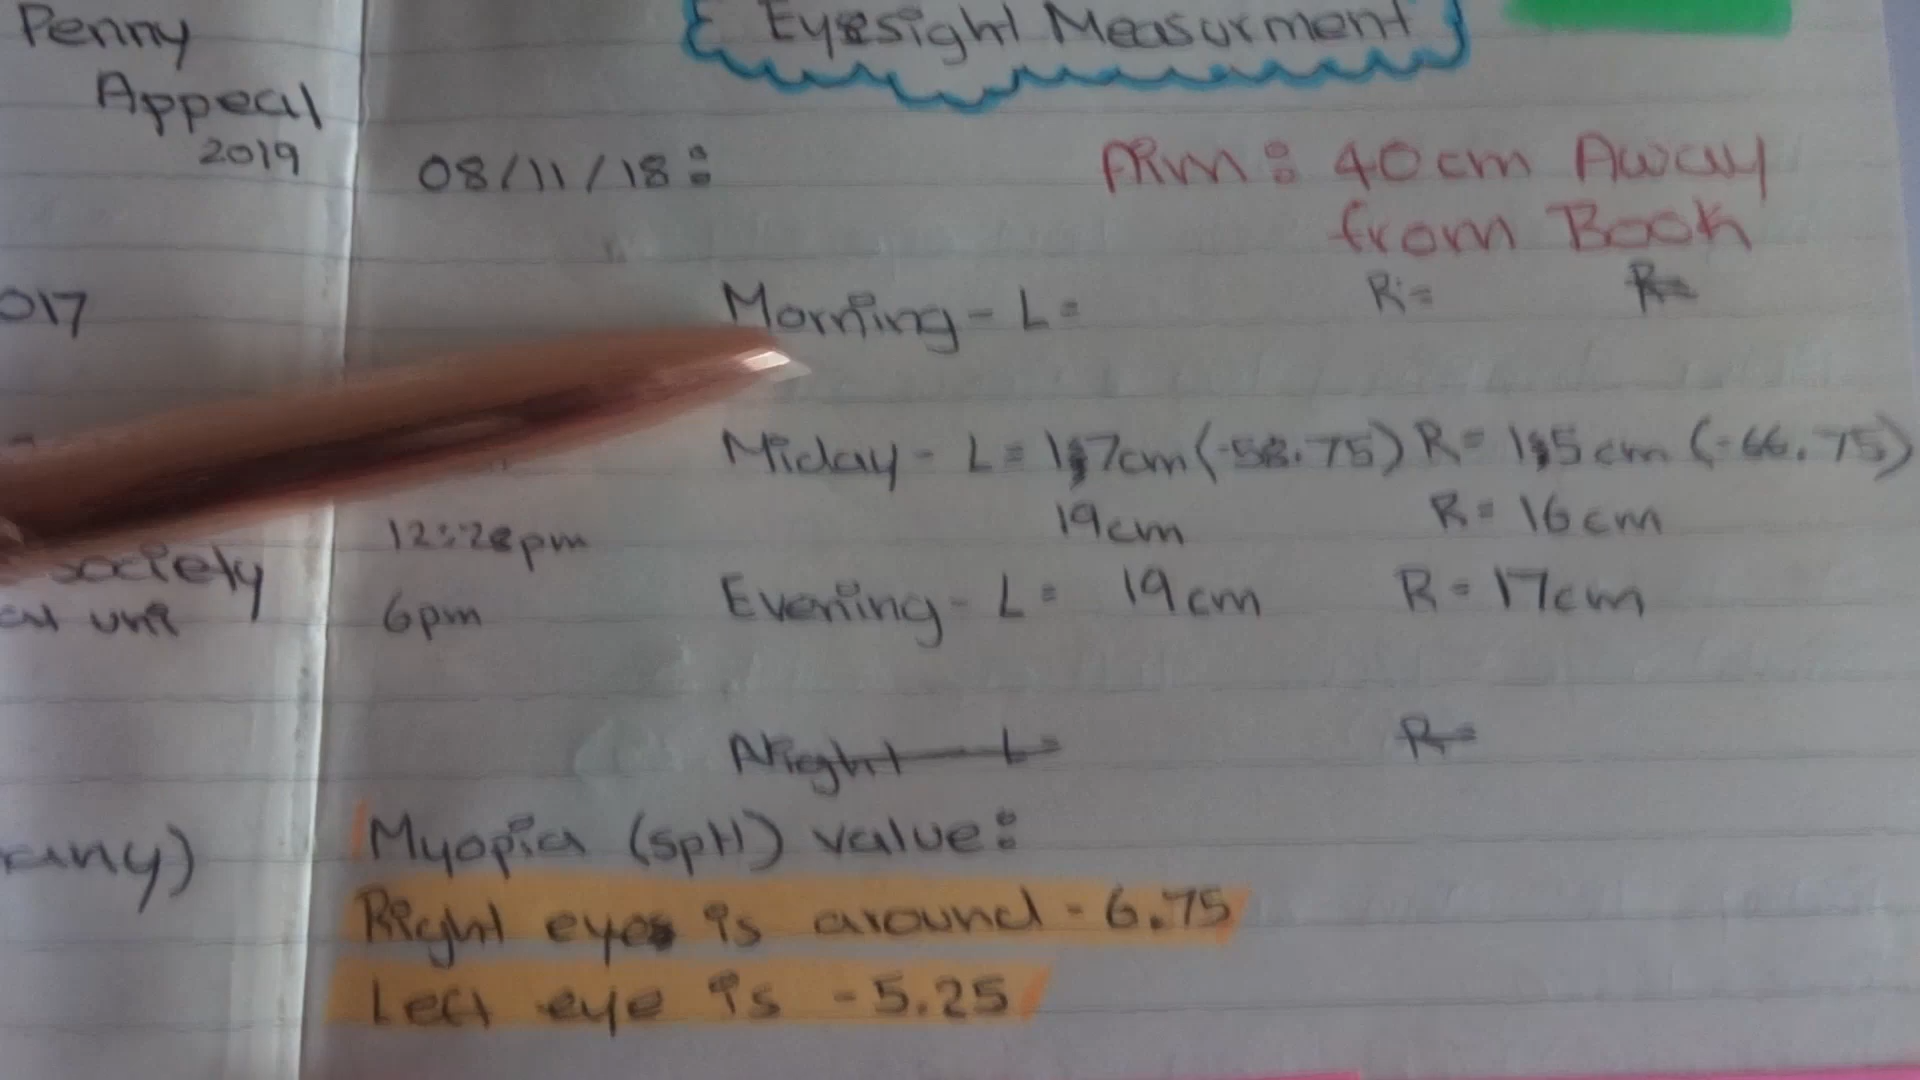 Penny
Appeal
2019
017
society
uni
any)
Eyesight Measurment
08/11/18:
Aim: 40cm Away
from Book
Morning - L= R= R=
Miday - L= 17cm (-58.75) R= 15cm (-66.75)
19cm R= 16cm
12:28pm
6pm Evening - L= 19cm R= 17cm
Night - L= R=
Myopia (SpH) value:
Right eye is around -6.75
Left eye is -5.25